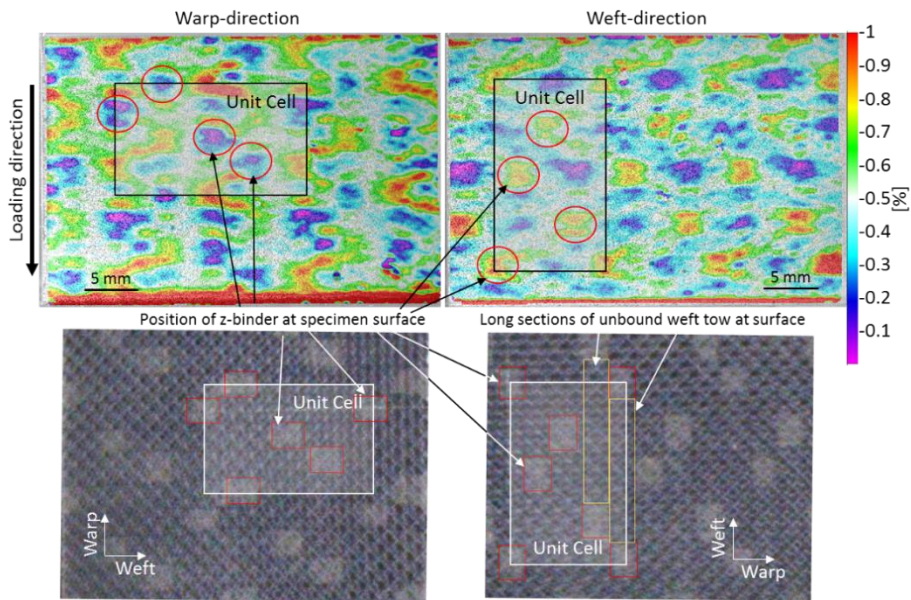 Warp-direction
Weft-direction
Loading direction
Unit Cell
5 mm
Unit Cell
5 mm
-1
-0.9
-0.8
-0.7
-0.6
-0.5
-0.4
-0.3
-0.2
-0.1
[%]
Position of z-binder at specimen surface
Long sections of unbound weft tow at surface
Unit Cell
Warp
Weft
Unit Cell
Weft
Warp